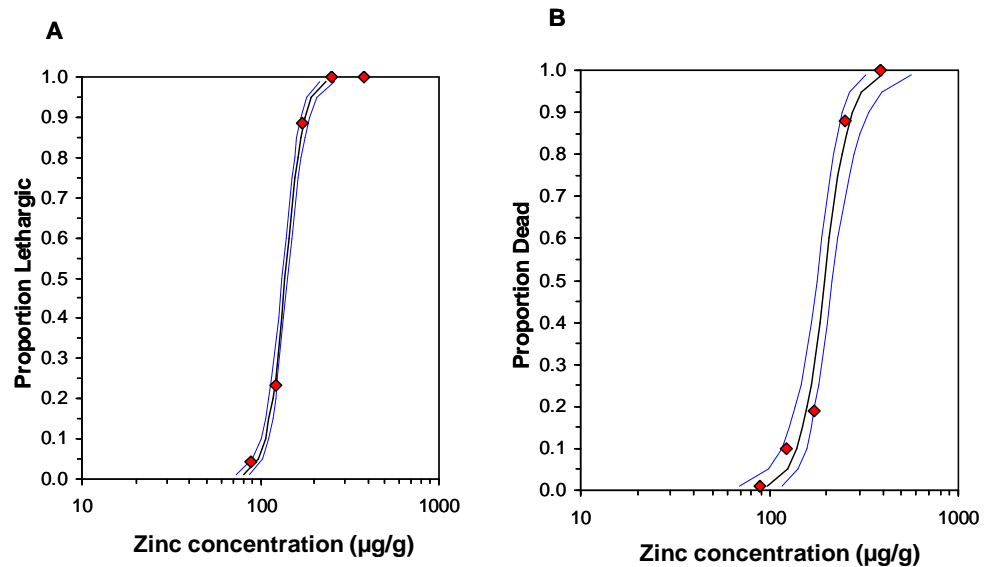 A
1.0
0.9
0.8
0.7
0.6
0.5
0.4
0.3
0.2
0.1
0.0
Proportion Lethargic
10 100 1000
Zinc concentration (µg/g)
B
1.0
0.9
0.8
0.7
0.6
0.5
0.4
0.3
0.2
0.1
0.0
Proportion Dead
10 100 1000
Zinc concentration (µg/g)